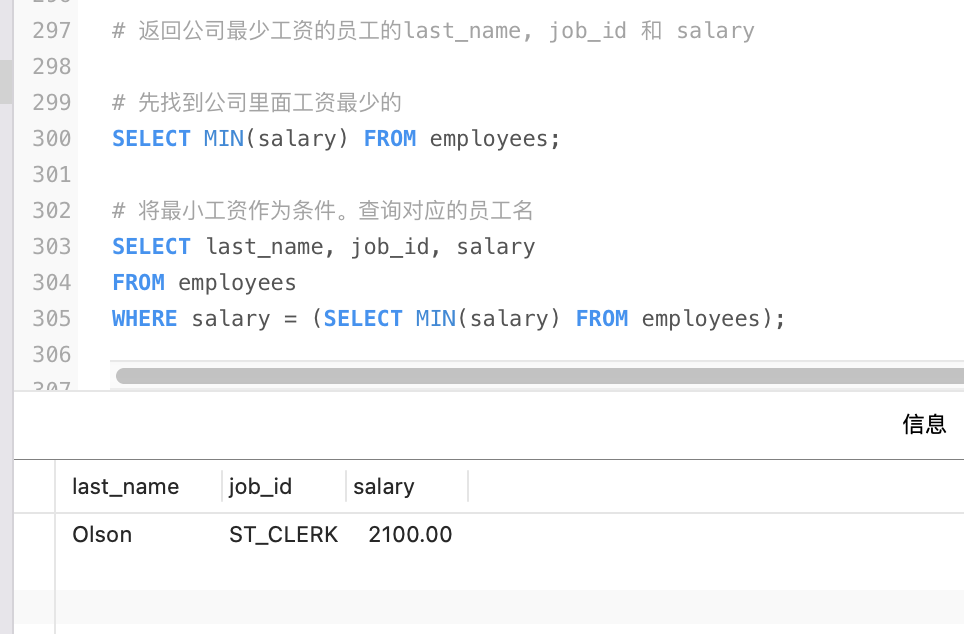 297 # 返回公司最少工资的员工的last_name, job_id 和 salary
298
299 # 先找到公司里面工资最少的
300 SELECT MIN(salary) FROM employees;
301
302 # 将最小工资作为条件。查询对应的员工名
303 SELECT last_name, job_id, salary
304 FROM employees
305 WHERE salary = (SELECT MIN(salary) FROM employees);
306
信息
last_name job_id salary
Olson ST_CLERK 2100.00